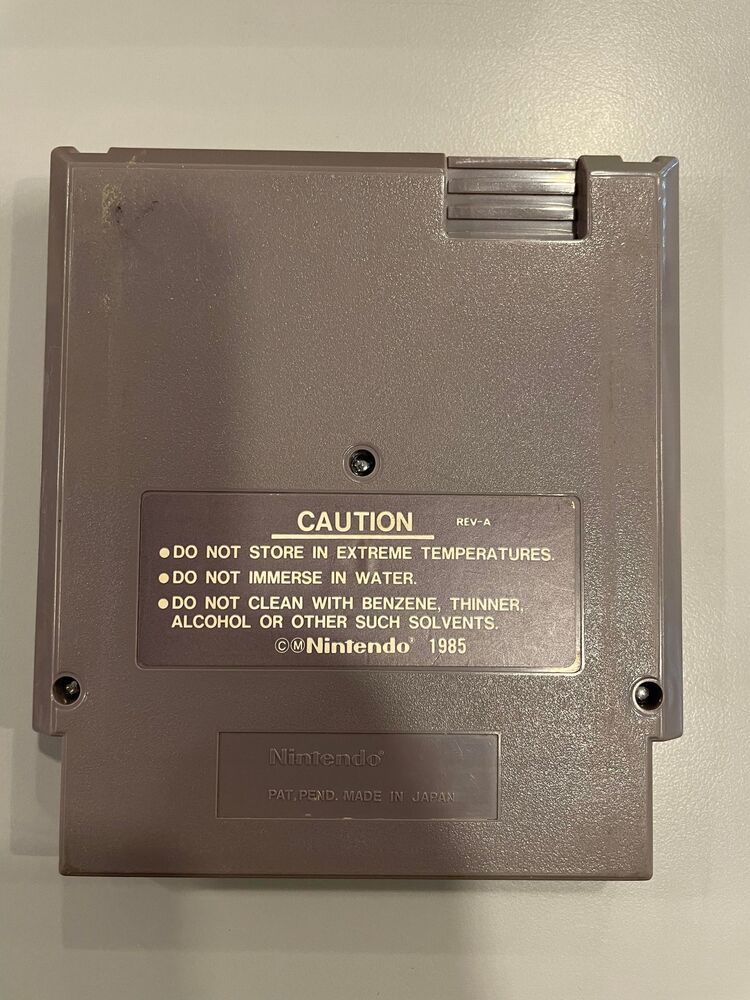 CAUTION REV-A
●DO NOT STORE IN EXTREME TEMPERATURES.
●DO NOT IMMERSE IN WATER.
●DO NOT CLEAN WITH BENZENE, THINNER,
ALCOHOL OR OTHER SUCH SOLVENTS.
©ⓂNintendo® 1985
Nintendo®
PAT. PEND. MADE IN JAPAN